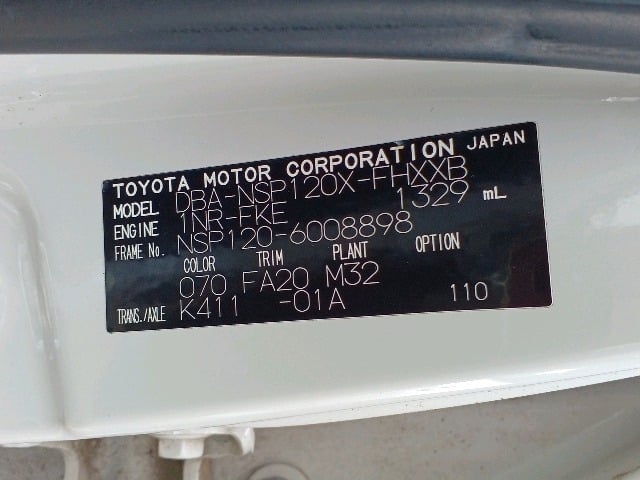 TOYOTA MOTOR CORPORATION JAPAN
MODEL DBA-NSP120X-FHXXB
ENGINE 1NR-FKE 1329 mL
FRAME No. NSP120-6008898
COLOR TRIM PLANT OPTION
070 FA20 M32
TRANS./AXLE K411 -01A 110